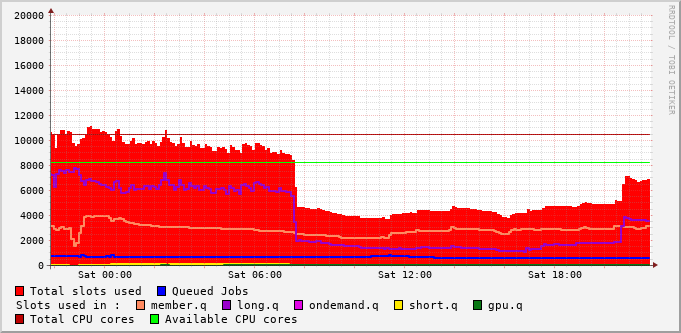 RRDTOOL / TOBI OETIKER
20000
18000
16000
14000
12000
10000
8000
6000
4000
2000
0
Sat 00:00 Sat 06:00 Sat 12:00 Sat 18:00
Total slots used Queued Jobs
Slots used in : member.q long.q ondemand.q short.q gpu.q
Total CPU cores Available CPU cores